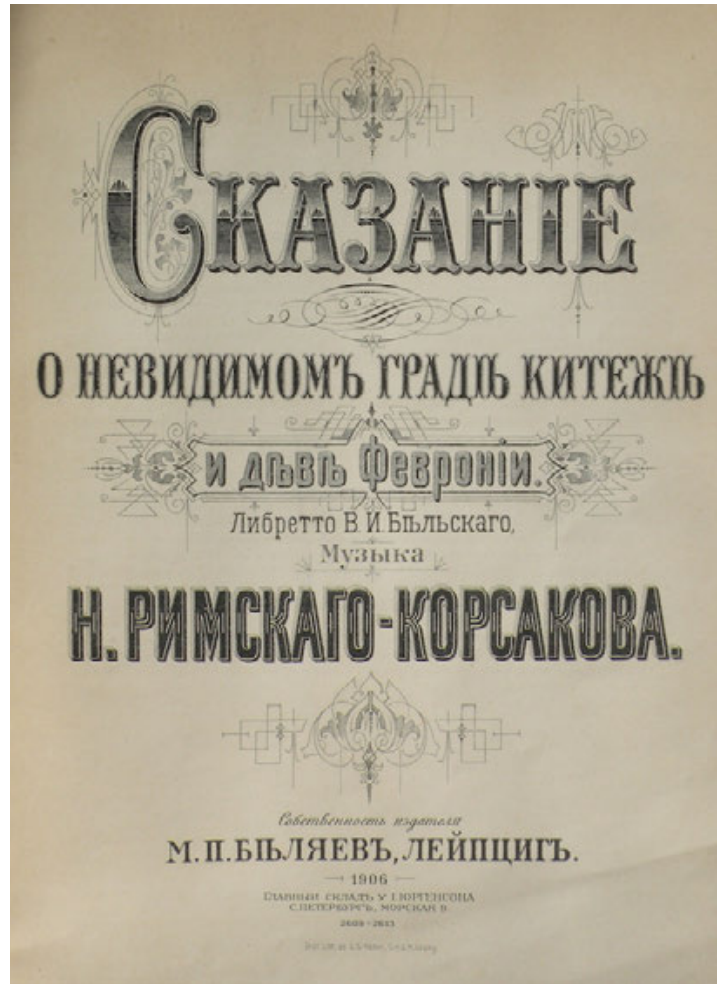 Сказаніе
о невидимомъ градѣ Китежѣ
и дѣвѣ Февроніи.
Либретто В. И. Бѣльскаго,
Музыка
Н. РИМСКАГО-КОРСАКОВА.
Собственность издателя
М. П. БѢЛЯЕВЪ, ЛЕЙПЦИГЪ.
1906
Главный складъ у І. Юргенсона
С. Петербургъ, Морская 9.